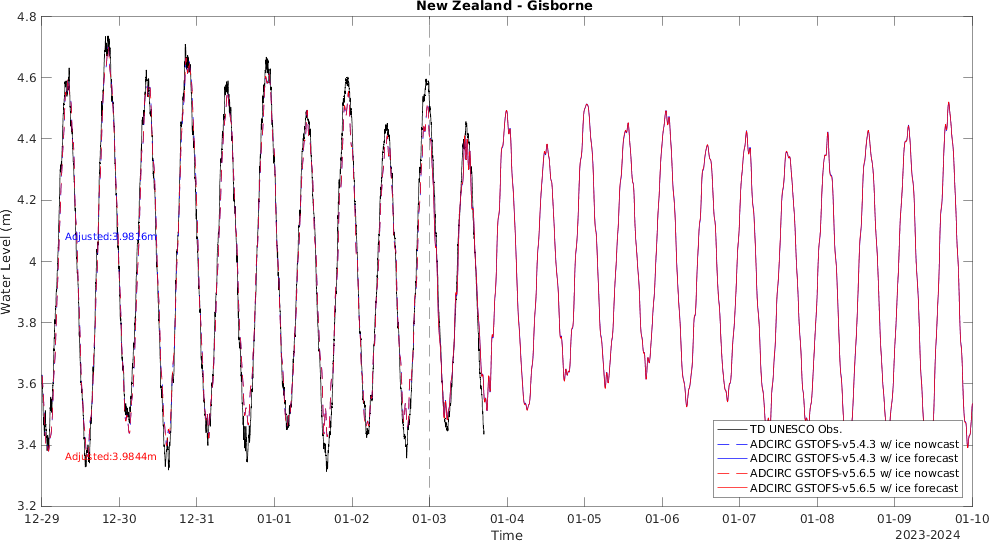 New Zealand - Gisborne
4.8
4.6
4.4
4.2
4
3.8
3.6
3.4
3.2
Water Level (m)
Adjusted:3.9816m
Adjusted:3.9844m
TD UNESCO Obs.
ADCIRC GSTOFS-v5.4.3 w/ ice nowcast
ADCIRC GSTOFS-v5.4.3 w/ ice forecast
ADCIRC GSTOFS-v5.6.5 w/ ice nowcast
ADCIRC GSTOFS-v5.6.5 w/ ice forecast
12-29 12-30 12-31 01-01 01-02 01-03 01-04 01-05 01-06 01-07 01-08 01-09 01-10
Time
2023-2024